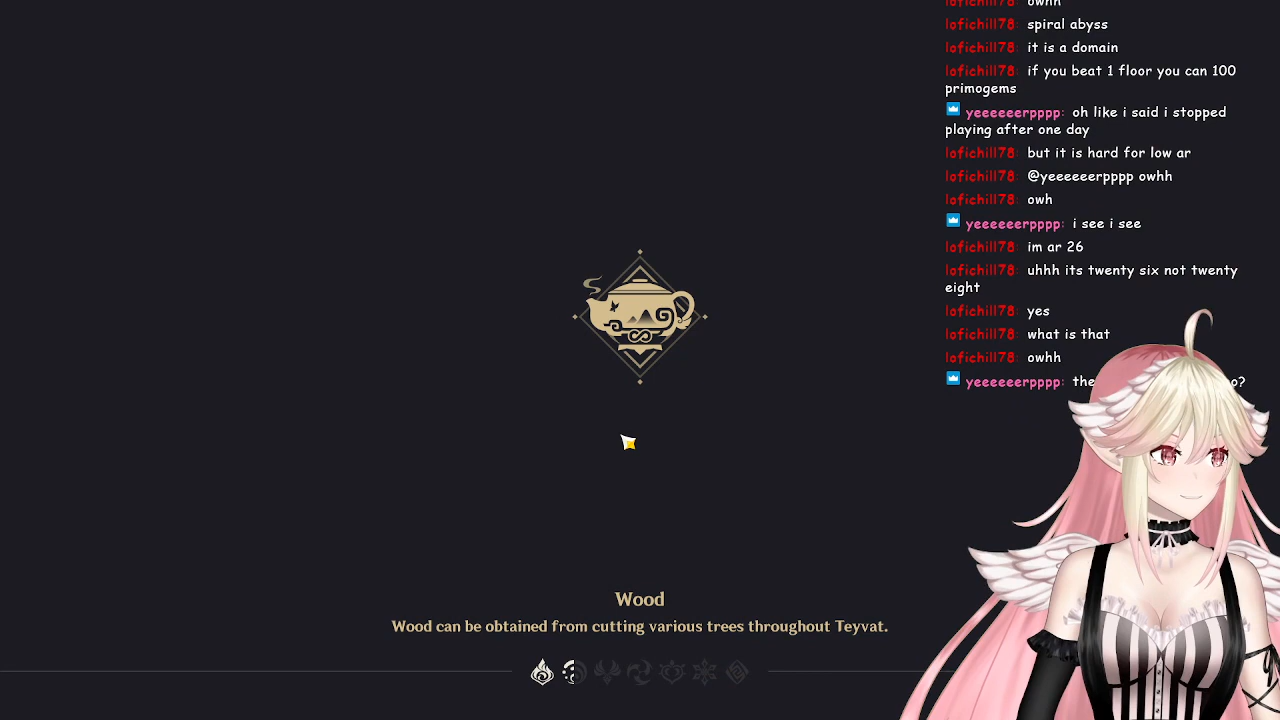 lofichill78: owhh
lofichill78: spiral abyss
lofichill78: it is a domain
lofichill78: if you beat 1 floor you can 100
primogems
yeeeeeerpppp: oh like i said i stopped
playing after one day
lofichill78: but it is hard for low ar
lofichill78: @yeeeeeerpppp owhh
lofichill78: owh
yeeeeeerpppp: i see i see
lofichill78: im ar 26
lofichill78: uhhh its twenty six not twenty
eight
lofichill78: yes
lofichill78: what is that
lofichill78: owhh
yeeeeeerpppp:
Wood
Wood can be obtained from cutting various trees throughout Teyvat.